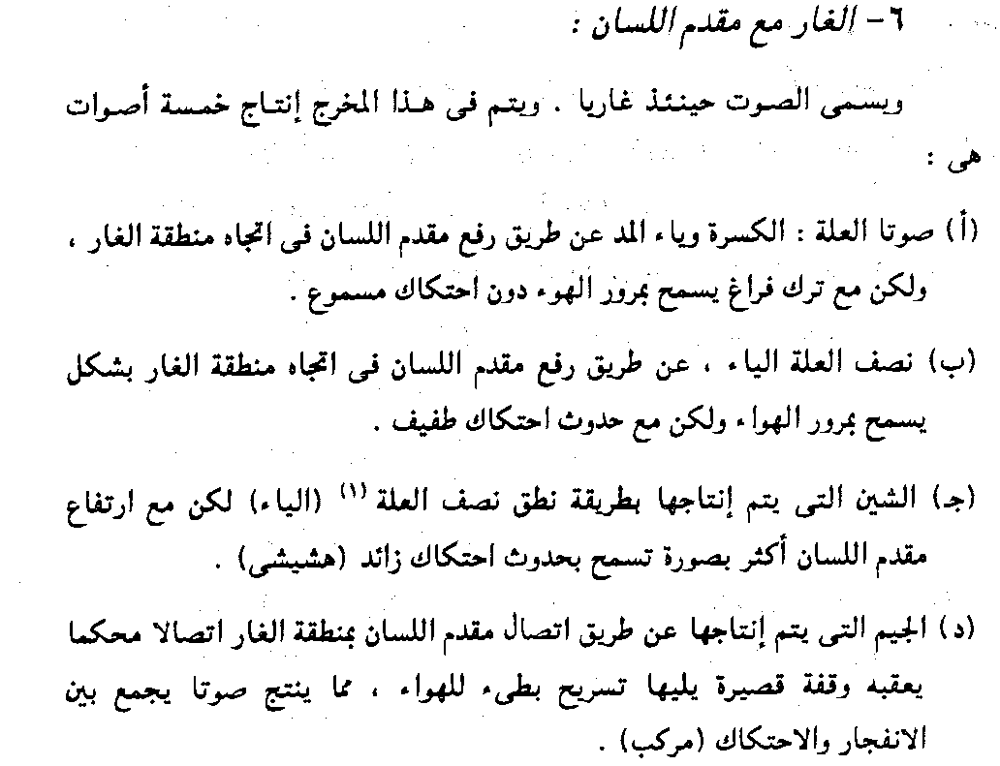 ٦- الغار مع مقدم اللسان :
ويسمى الصوت حينئذ غاريا . ويتم فى هذا المخرج إنتاج خمسة أصوات
هى :
(أ) صوتا العلة : الكسرة وياء المد عن طريق رفع مقدم اللسان فى اتجاه منطقة الغار ،
ولكن مع ترك فراغ يسمح بمرور الهوء دون احتكاك مسموع .
(ب) نصف العلة الياء ، عن طريق رفع مقدم اللسان فى اتجاه منطقة الغار بشكل
يسمح بمرور الهواء ولكن مع حدوث احتكاك طفيف .
(جـ) الشين التى يتم إنتاجها بطريقة نطق نصف العلة (١) (الياء) لكن مع ارتفاع
مقدم اللسان أكثر بصورة تسمح بحدوث احتكاك زائد (هشيشى) .
(د) الجيم التى يتم إنتاجها عن طريق اتصال مقدم اللسان بمنطقة الغار اتصالا محكما
يعقبه وقفة قصيرة يليها تسريح بطىء للهواء ، مما ينتج صوتا يجمع بين
الانفجار والاحتكاك (مركب) .